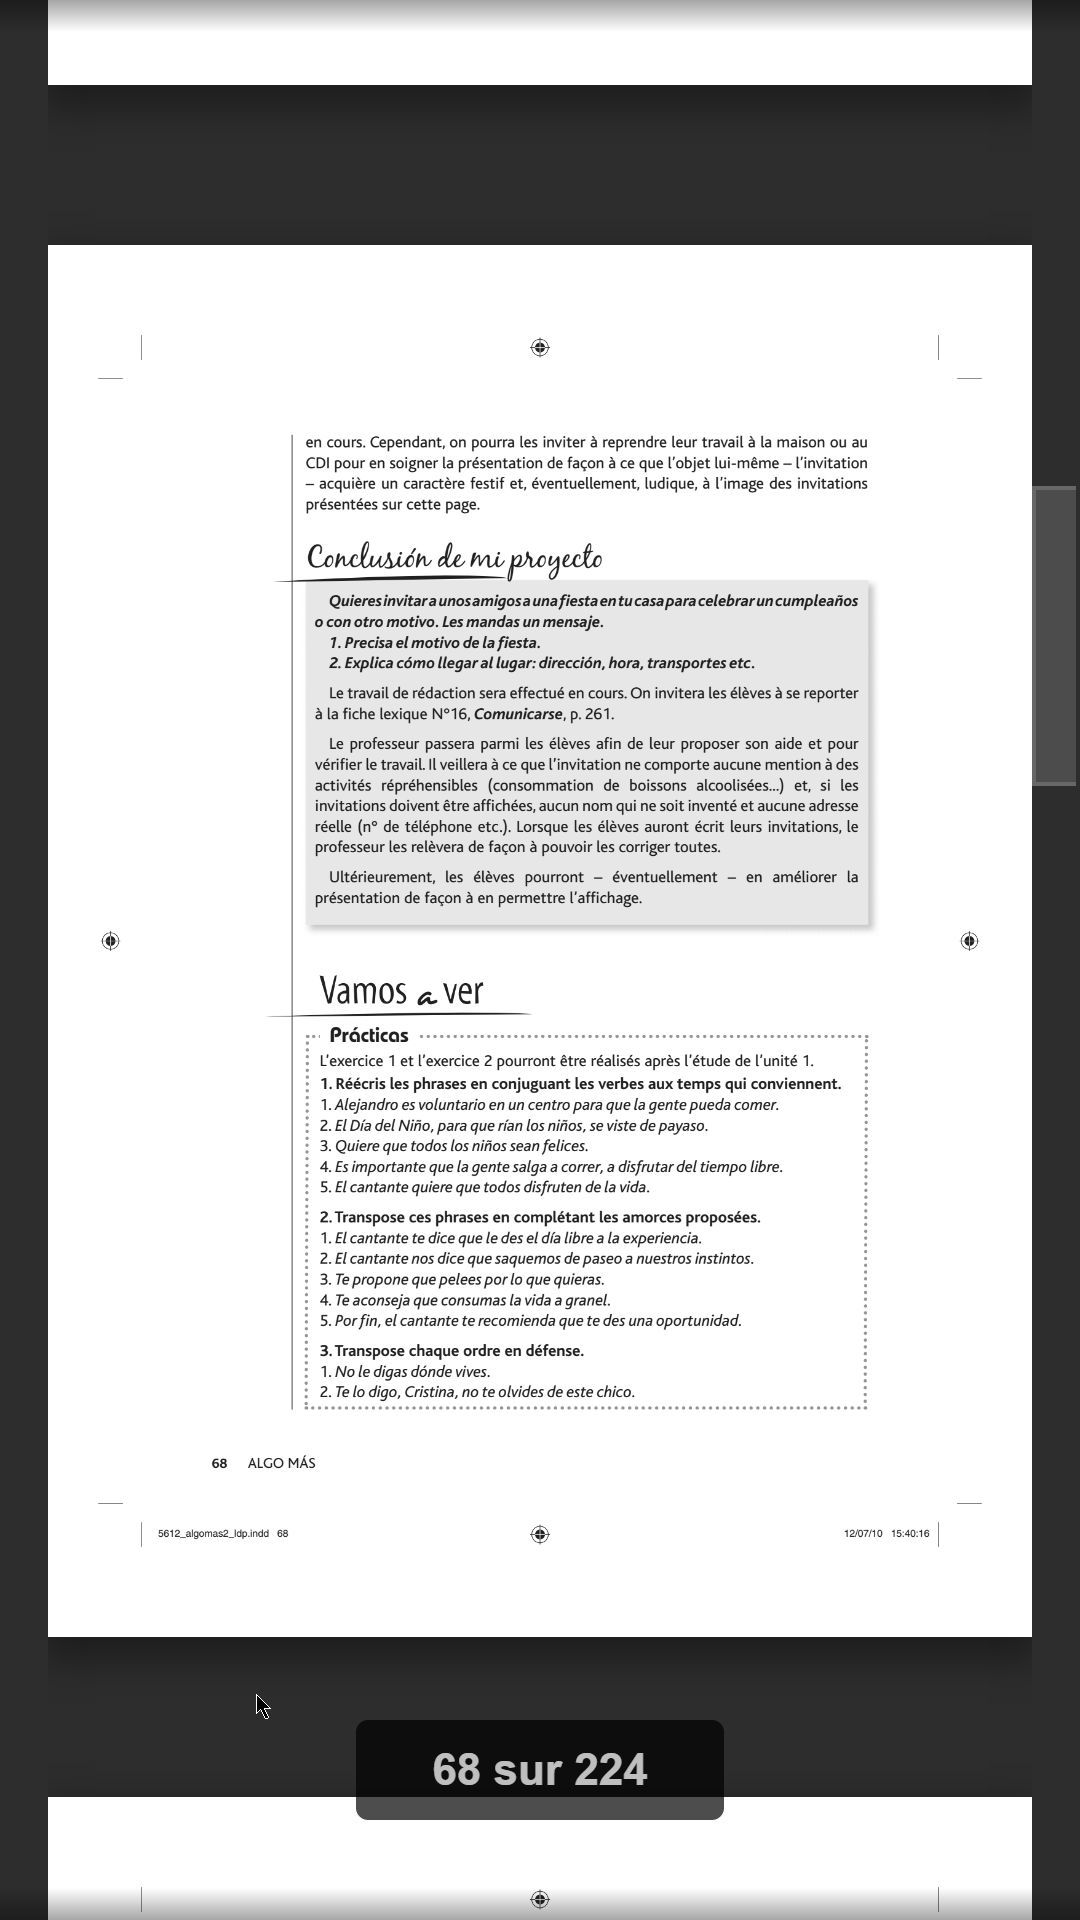 en cours. Cependant, on pourra les inviter à reprendre leur travail à la maison ou au
CDI pour en soigner la présentation de façon à ce que l'objet lui-même – l'invitation
– acquière un caractère festif et, éventuellement, ludique, à l'image des invitations
présentées sur cette page.
Conclusión de mi proyecto
Quieres invitar a unos amigos a una fiesta en tu casa para celebrar un cumpleaños
o con otro motivo. Les mandas un mensaje.
1. Precisa el motivo de la fiesta.
2. Explica cómo llegar al lugar: dirección, hora, transportes etc.
Le travail de rédaction sera effectué en cours. On invitera les élèves à se reporter
à la fiche lexique N°16, Comunicarse, p. 261.
Le professeur passera parmi les élèves afin de leur proposer son aide et pour
vérifier le travail. Il veillera à ce que l'invitation ne comporte aucune mention à des
activités répréhensibles (consommation de boissons alcoolisées...) et, si les
invitations doivent être affichées, aucun nom qui ne soit inventé et aucune adresse
réelle (n° de téléphone etc.). Lorsque les élèves auront écrit leurs invitations, le
professeur les relèvera de façon à pouvoir les corriger toutes.
Ultérieurement, les élèves pourront – éventuellement – en améliorer la
présentation de façon à en permettre l'affichage.
Vamos a ver
Prácticas
L'exercice 1 et l'exercice 2 pourront être réalisés après l'étude de l'unité 1.
1. Réécris les phrases en conjuguant les verbes aux temps qui conviennent.
1. Alejandro es voluntario en un centro para que la gente pueda comer.
2. El Día del Niño, para que rían los niños, se viste de payaso.
3. Quiere que todos los niños sean felices.
4. Es importante que la gente salga a correr, a disfrutar del tiempo libre.
5. El cantante quiere que todos disfruten de la vida.
2. Transpose ces phrases en complétant les amorces proposées.
1. El cantante te dice que le des el día libre a la experiencia.
2. El cantante nos dice que saquemos de paseo a nuestros instintos.
3. Te propone que pelees por lo que quieras.
4. Te aconseja que consumas la vida a granel.
5. Por fin, el cantante te recomienda que te des una oportunidad.
3. Transpose chaque ordre en défense.
1. No le digas dónde vives.
2. Te lo digo, Cristina, no te olvides de este chico.
68 ALGO MÁS
5612_algomas2_ldp.indd 68 12/07/10 15:40:16
68 sur 224